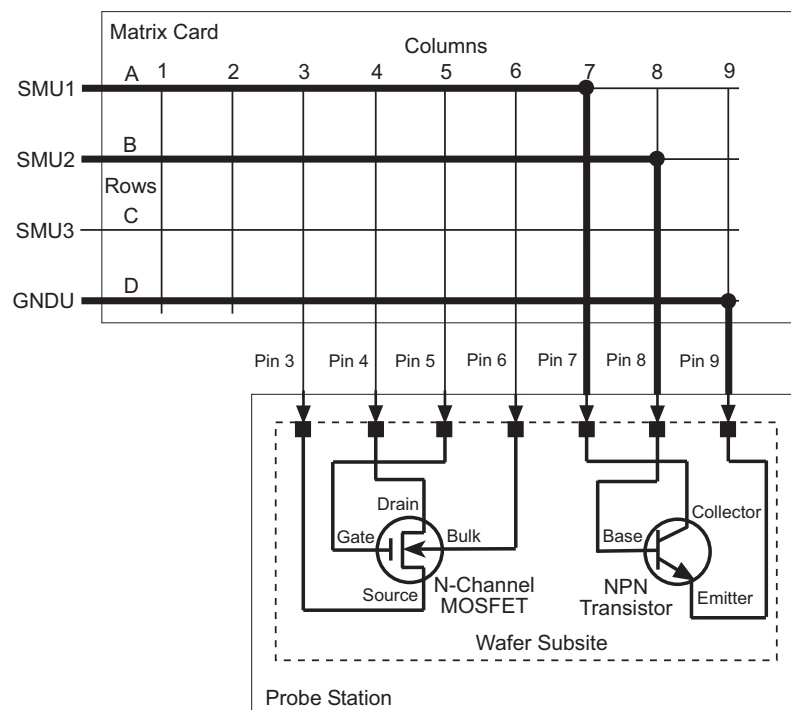 Matrix Card
Columns
A 1 2 3 4 5 6 7 8 9
SMU1
B
SMU2
Rows
C
SMU3
D
GNDU
Pin 3 Pin 4 Pin 5 Pin 6 Pin 7 Pin 8 Pin 9
Drain
Collector
Gate
Bulk
Base
Source
N-Channel
MOSFET
NPN
Transistor
Emitter
Wafer Subsite
Probe Station